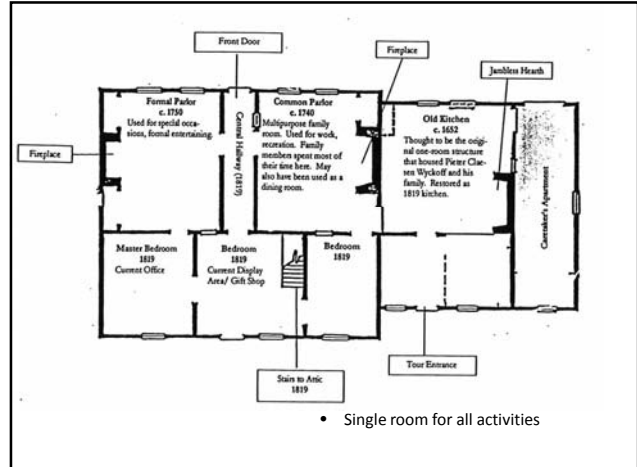 Front Door
Fireplace
Jambless Hearth
Formal Parlor
c. 1750
Used for special occa-
sions, formal entertaining.
Central Hallway (1819)
Common Parlor
c. 1740
Multipurpose family
room. Used for work,
recreation. Family
members spent most of
their time here. May
also have been used as a
dining room.
Old Kitchen
c. 1652
Thought to be the origi-
nal one-room structure
that housed Pieter Clae-
sen Wyckoff and his
family. Restored as
1819 kitchen.
Caretaker's Apartment
Fireplace
Master Bedroom
1819
Current Office
Bedroom
1819
Current Display
Area/ Gift Shop
Bedroom
1819
Tour Entrance
Stairs to Attic
1819
• Single room for all activities